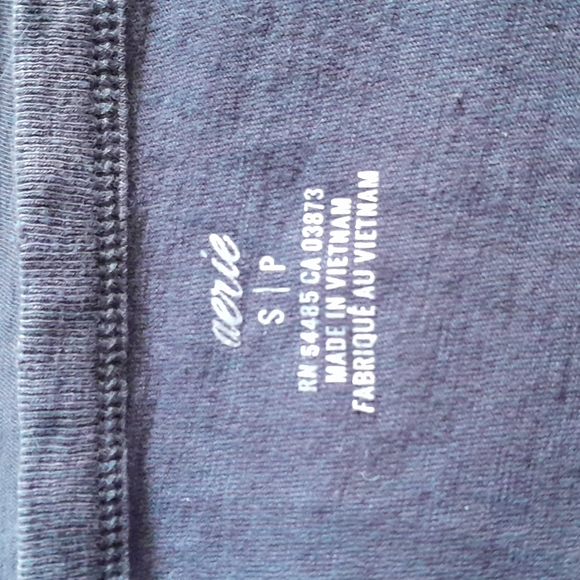 aerie
S | P
RN 54485 CA 03873
MADE IN VIETNAM
FABRIQUÉ AU VIETNAM